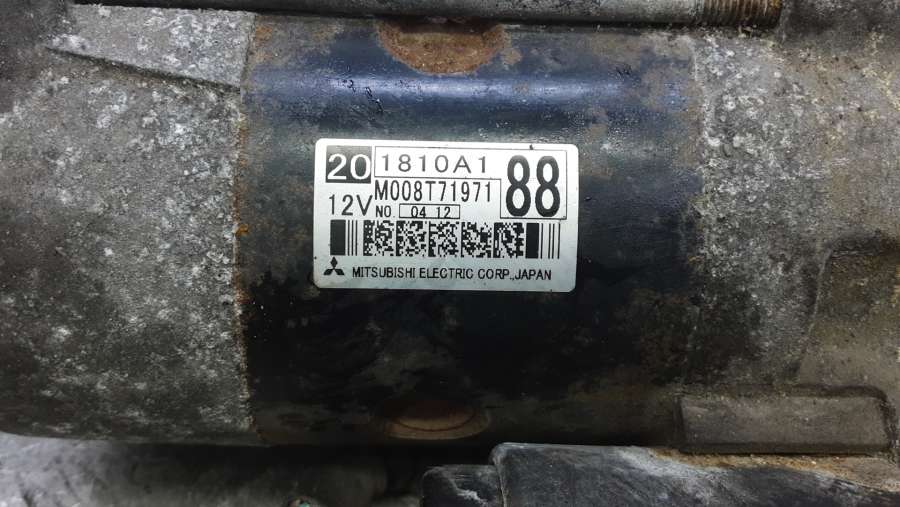 20 1810A1 88
12V M008T71971
NO. 04 12
MITSUBISHI ELECTRIC CORP., JAPAN